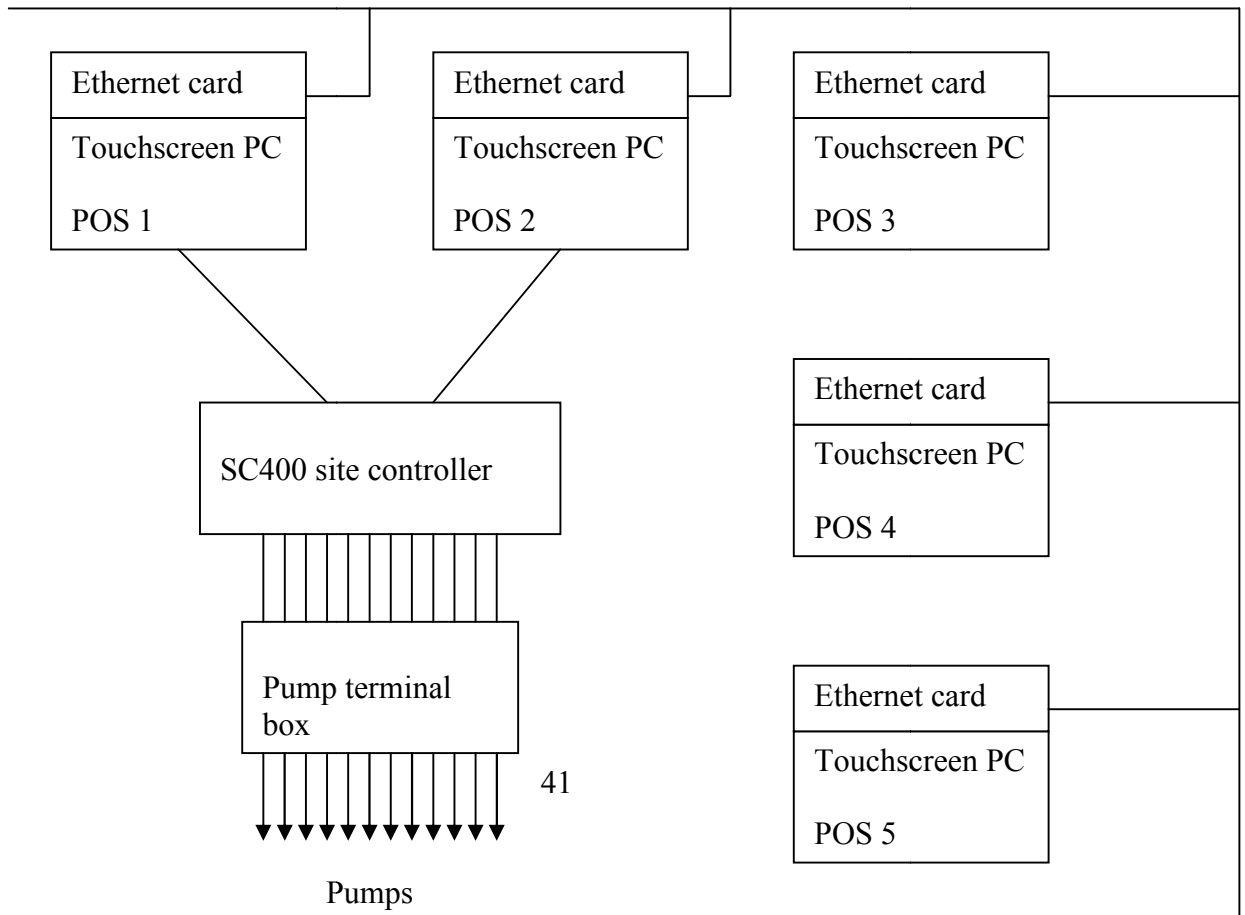 Ethernet card
Touchscreen PC
POS 1
Ethernet card
Touchscreen PC
POS 2
Ethernet card
Touchscreen PC
POS 3
SC400 site controller
Ethernet card
Touchscreen PC
POS 4
Pump terminal
box
41
Pumps
Ethernet card
Touchscreen PC
POS 5